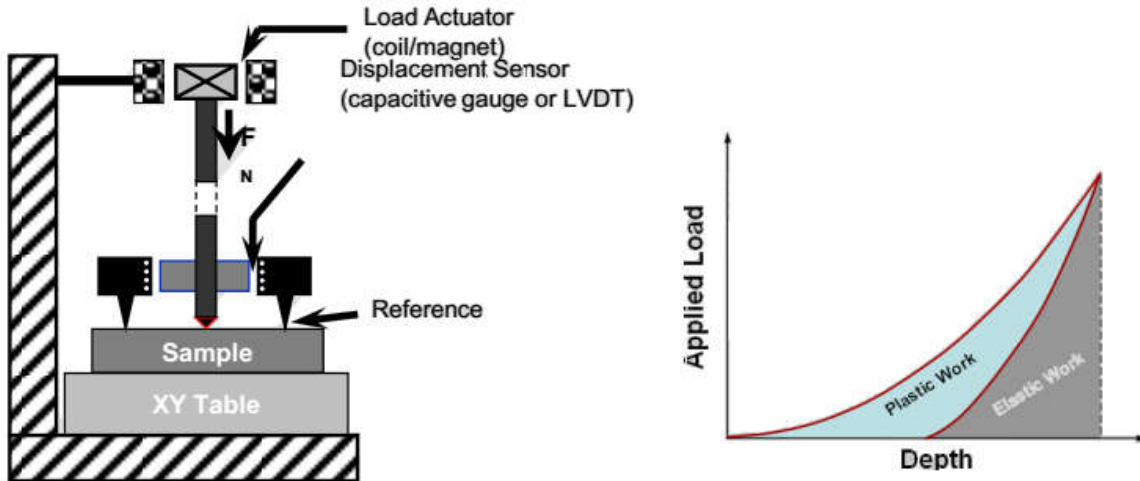 Load Actuator
(coil/magnet)
Displacement Sensor
(capacitive gauge or LVDT)
F
N
Reference
Sample
XY Table
Applied Load
Plastic Work
Elastic Work
Depth